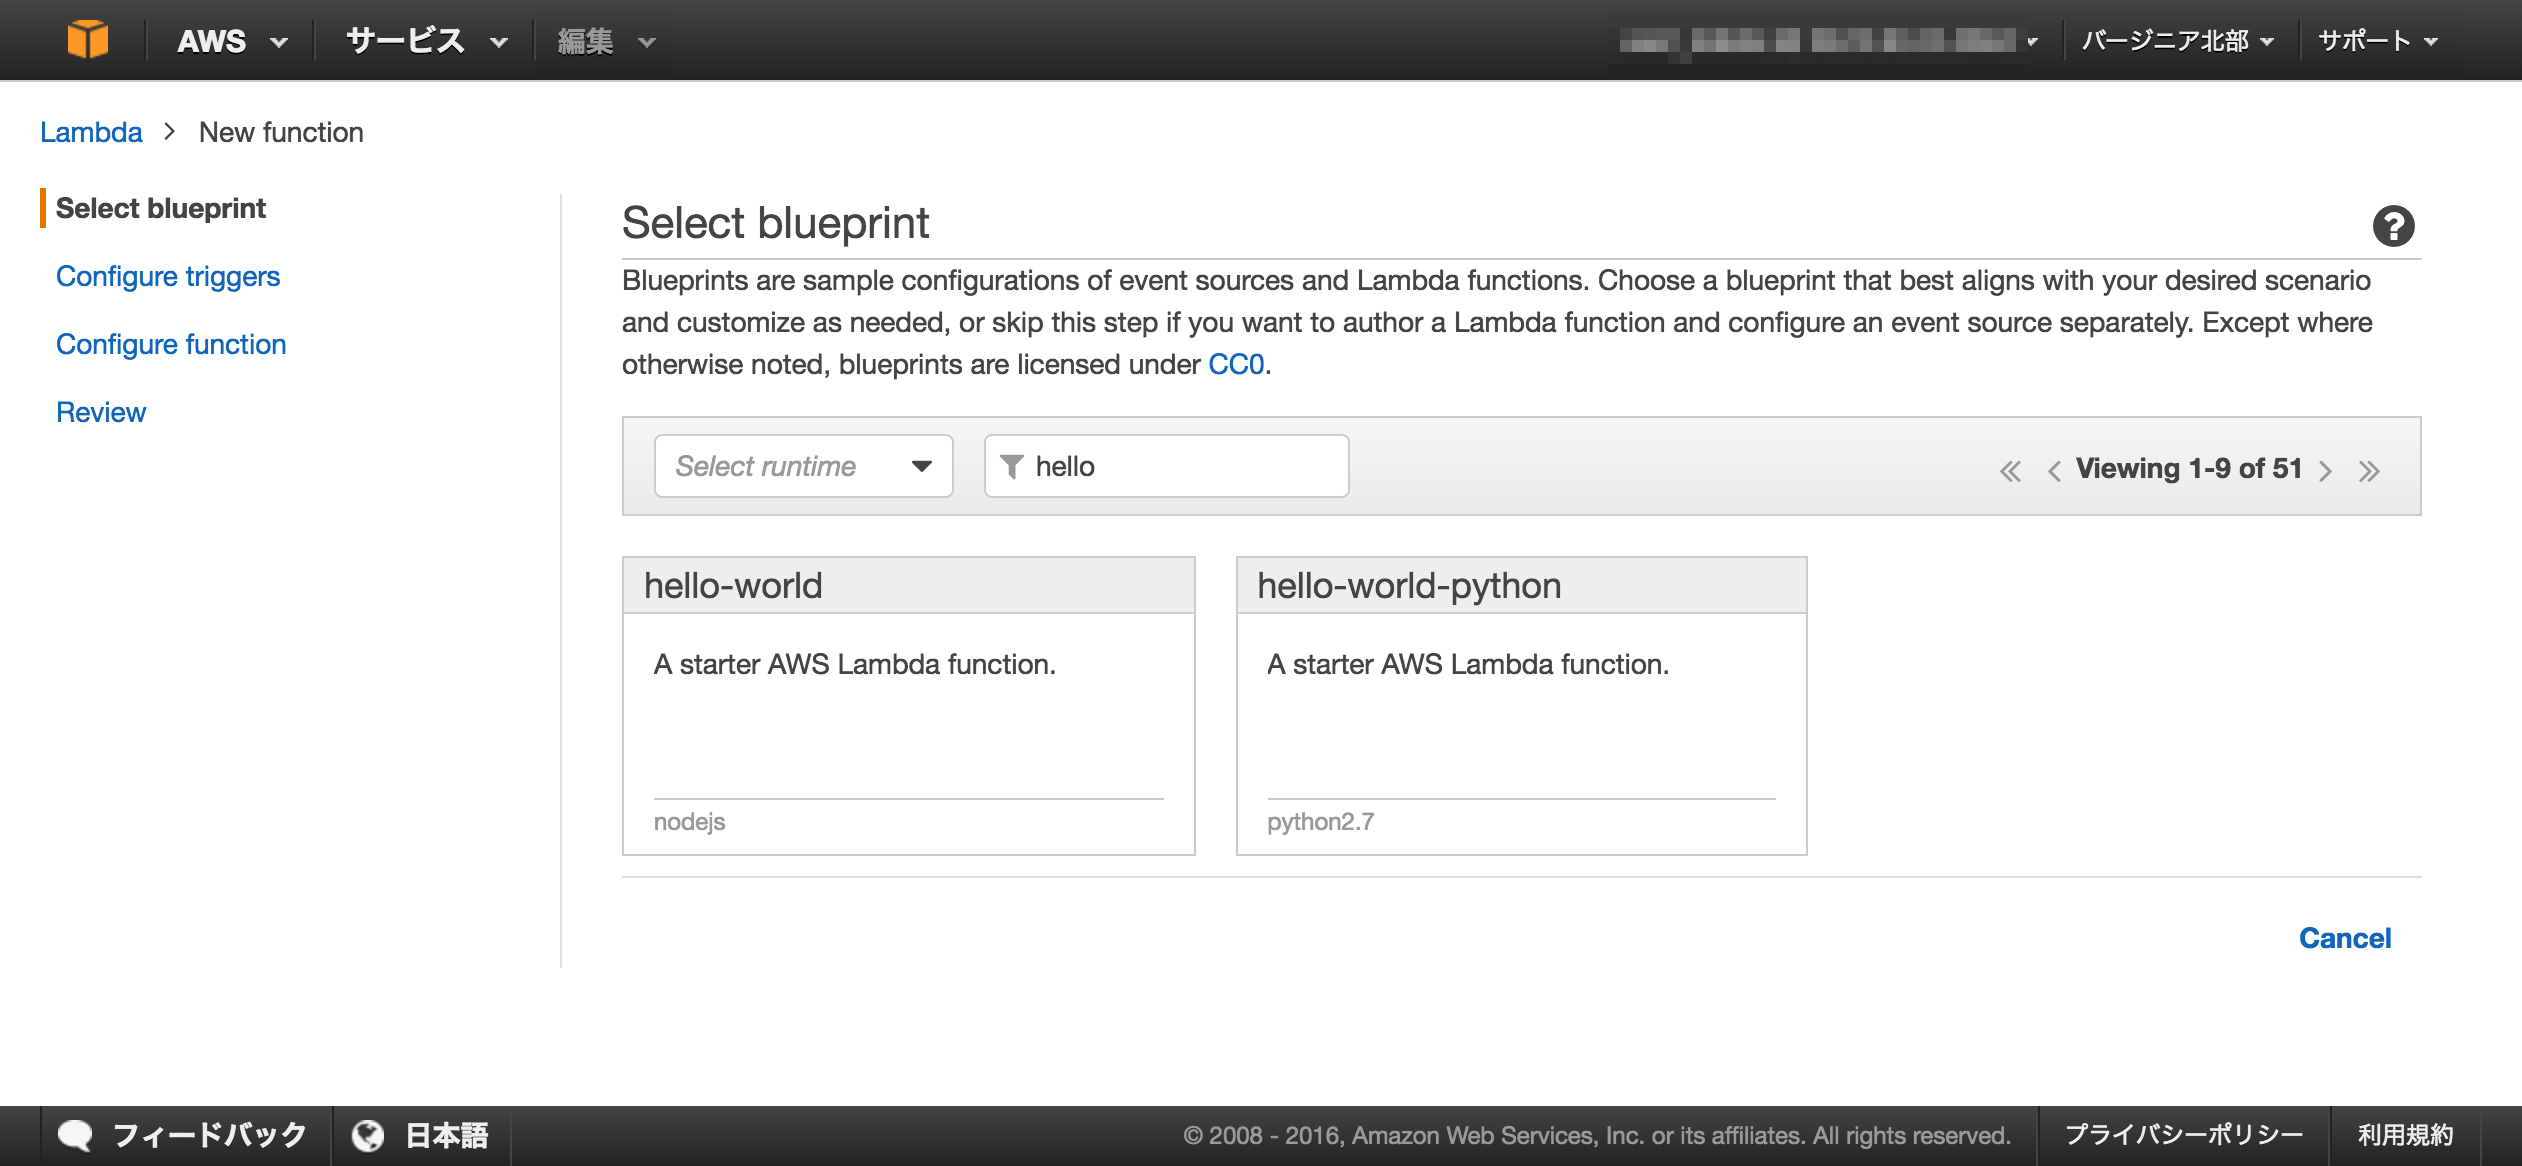 AWS サービス 編集 バージニア北部 サポート
Lambda > New function
Select blueprint
Configure triggers
Configure function
Review
Select blueprint
Blueprints are sample configurations of event sources and Lambda functions. Choose a blueprint that best aligns with your desired scenario
and customize as needed, or skip this step if you want to author a Lambda function and configure an event source separately. Except where
otherwise noted, blueprints are licensed under CC0.
Select runtime hello « < Viewing 1-9 of 51 > »
hello-world
A starter AWS Lambda function.
nodejs
hello-world-python
A starter AWS Lambda function.
python2.7
Cancel
フィードバック 日本語 © 2008 - 2016, Amazon Web Services, Inc. or its affiliates. All rights reserved. プライバシーポリシー 利用規約